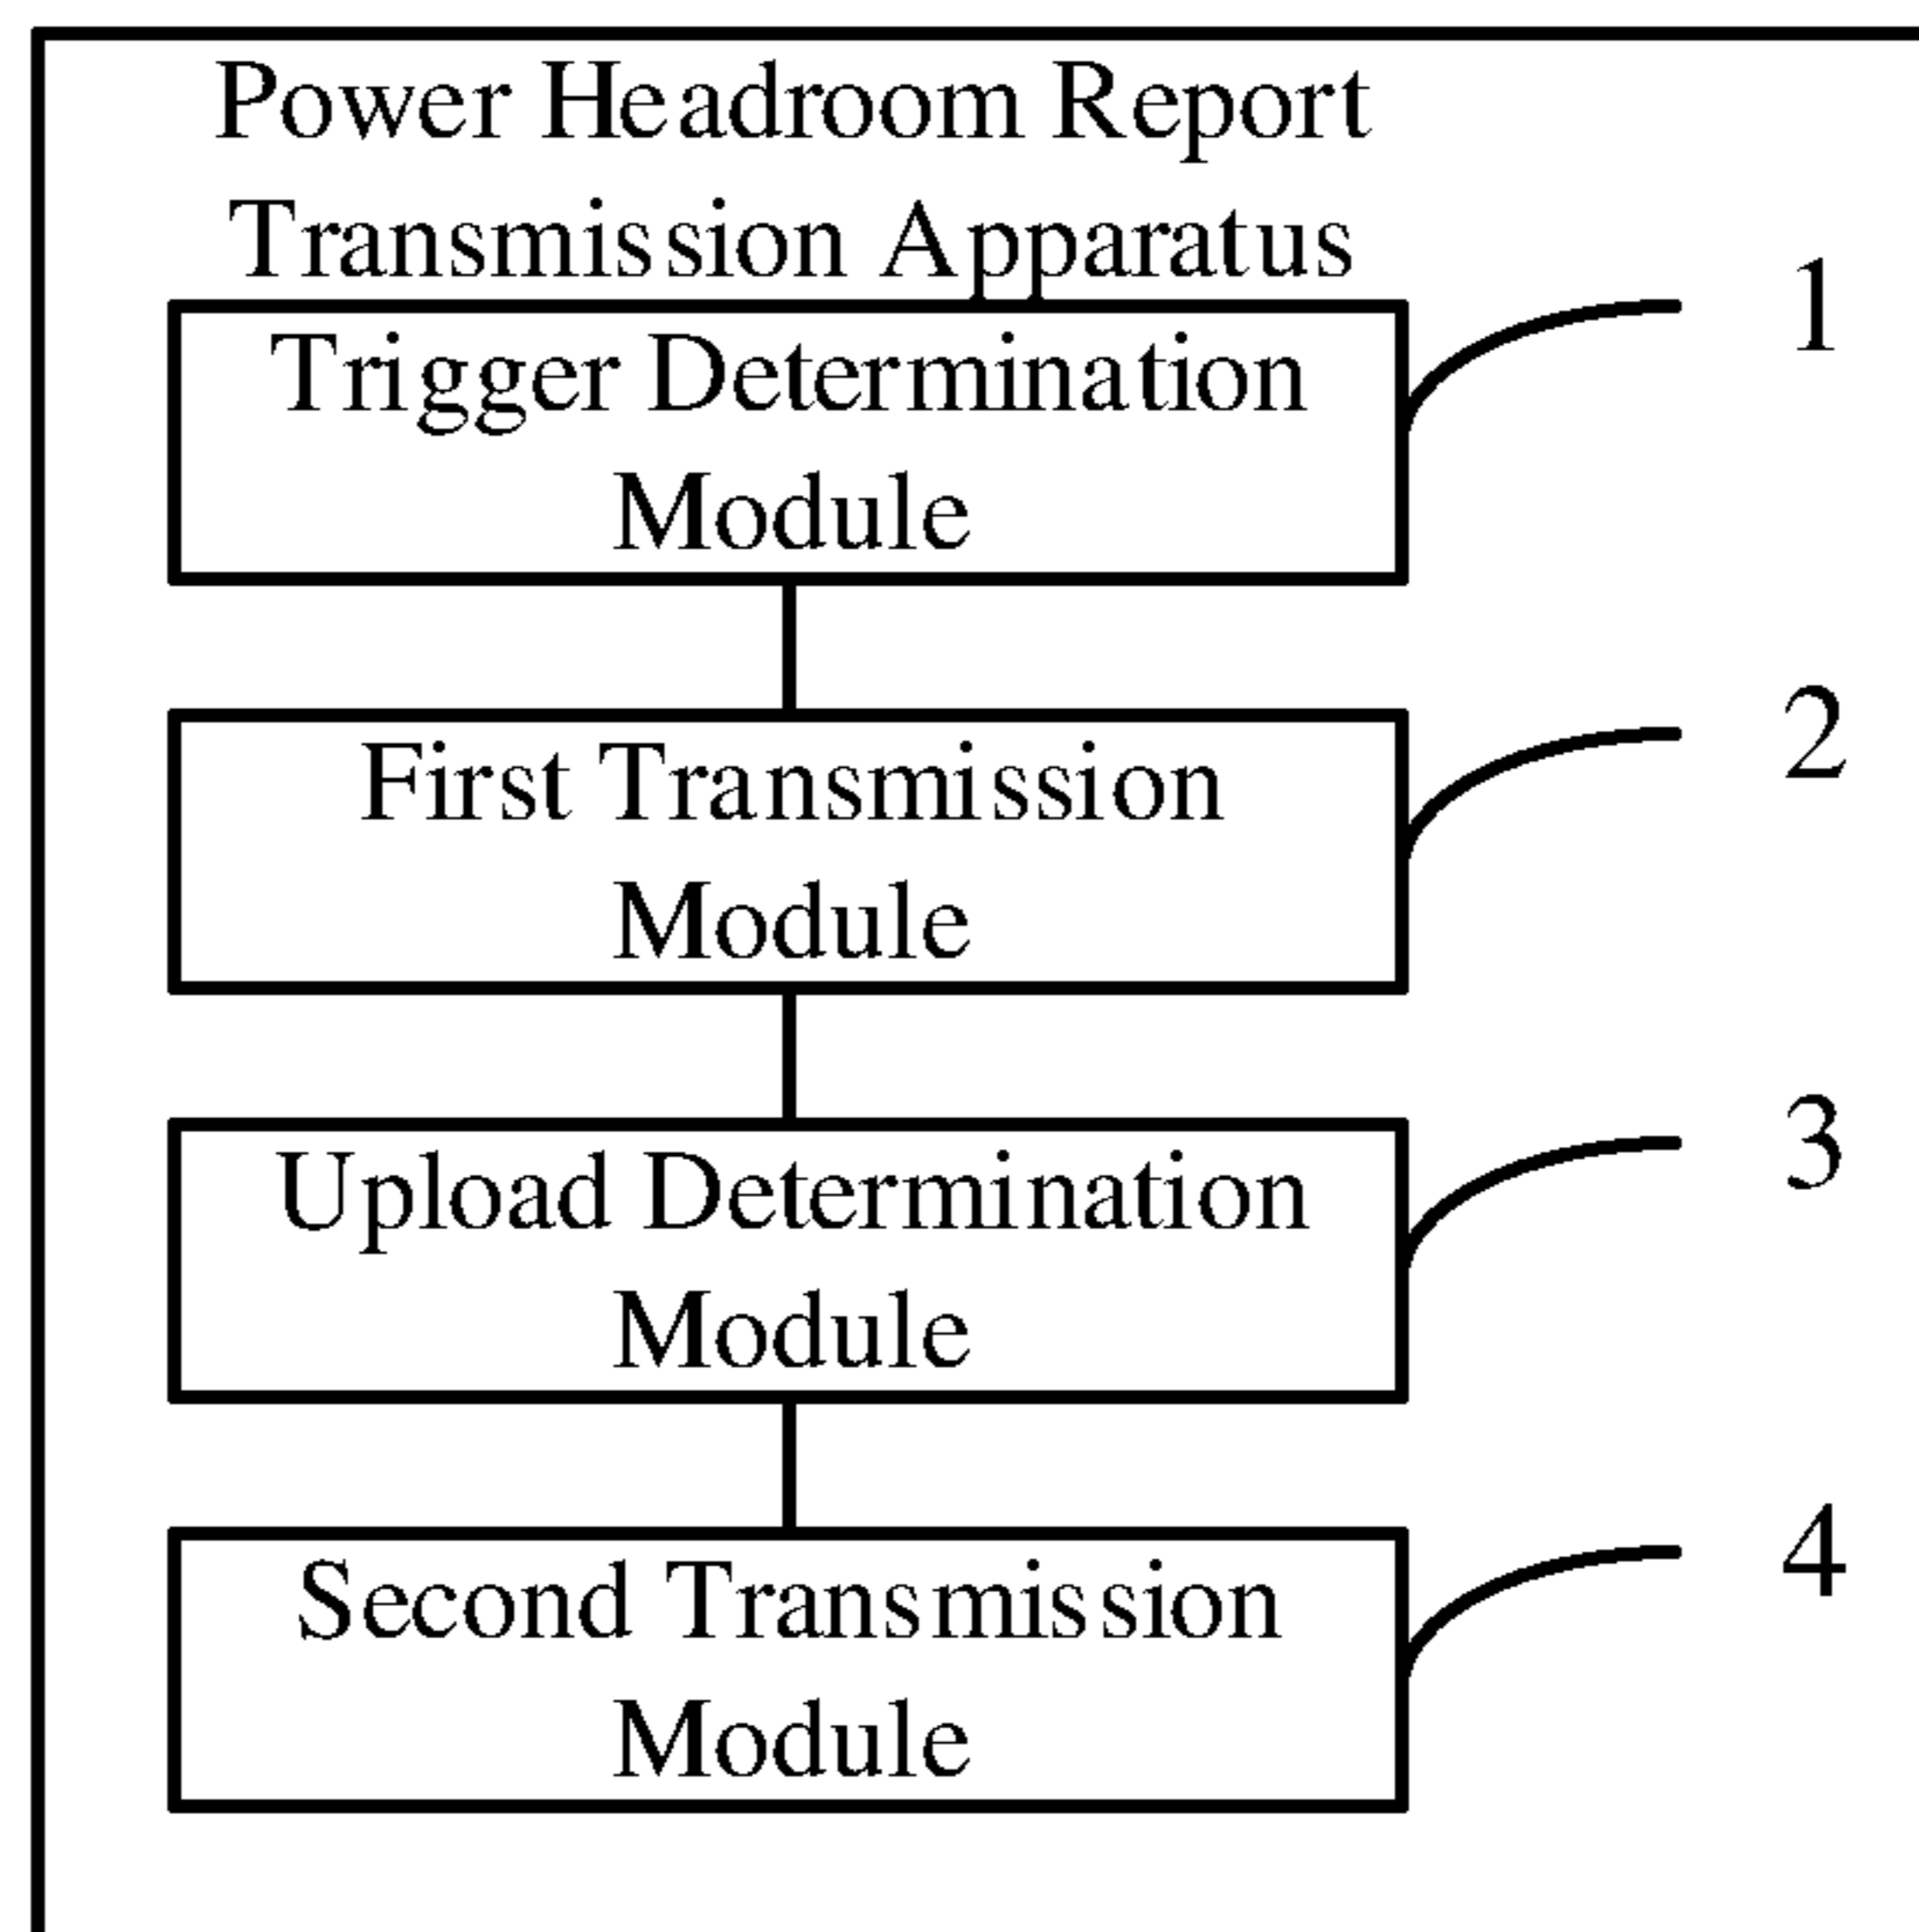 Power Headroom Report
Transmission Apparatus
1
Trigger Determination
Module
2
First Transmission
Module
3
Upload Determination
Module
4
Second Transmission
Module